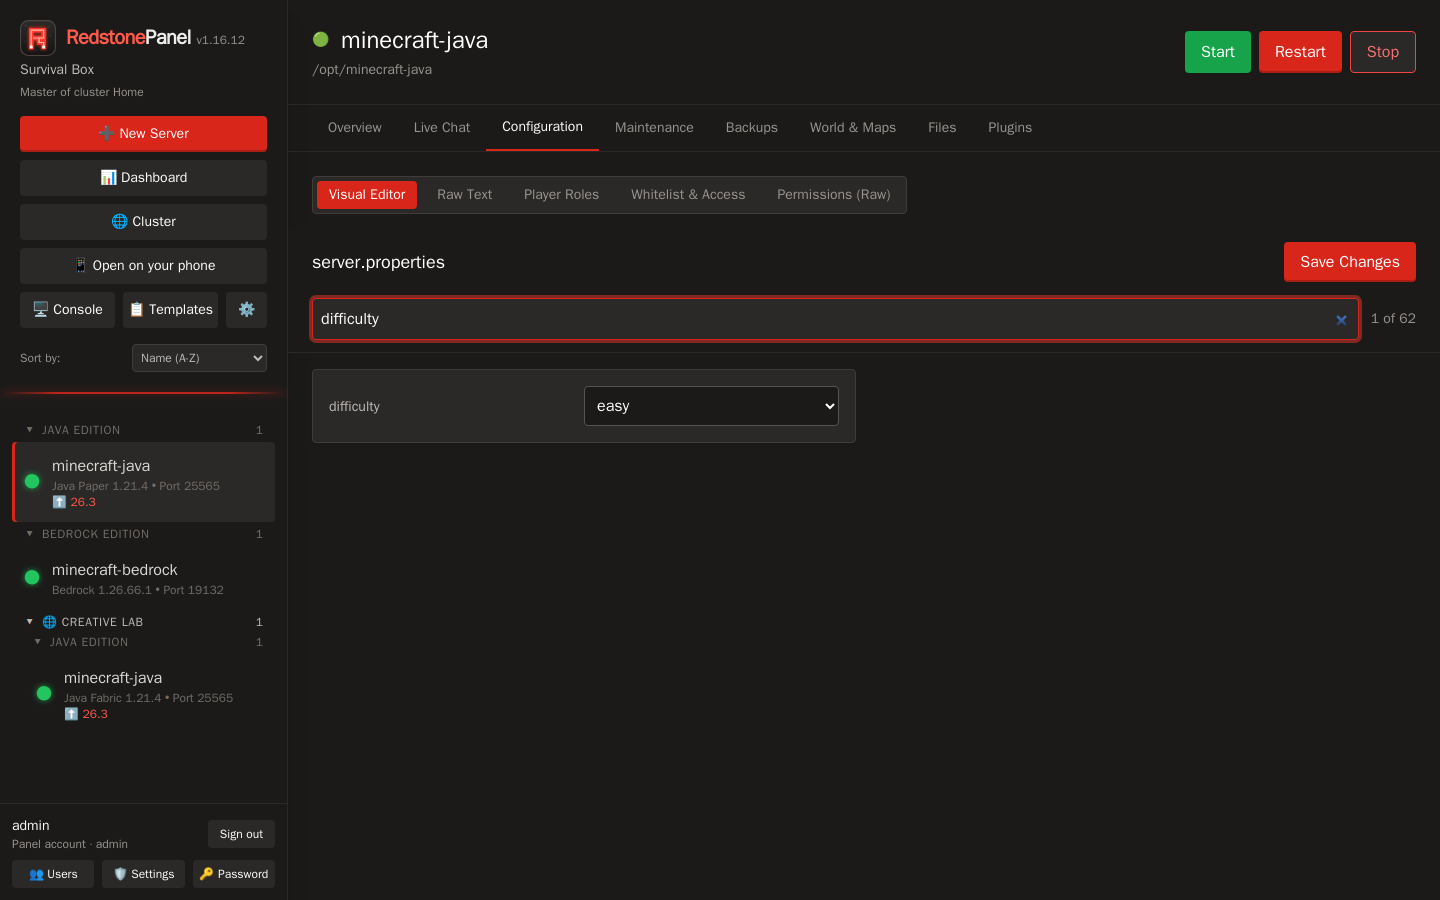 RedstonePanel v1.16.12
Survival Box
Master of cluster Home
➕ New Server
📊 Dashboard
🌐 Cluster
📱 Open on your phone
🖥️ Console
📋 Templates
⚙️
Sort by:
Name (A-Z)
▼ JAVA EDITION 1
minecraft-java
Java Paper 1.21.4 • Port 25565
⬆️ 26.3
▼ BEDROCK EDITION 1
minecraft-bedrock
Bedrock 1.26.66.1 • Port 19132
▼ 🌐 CREATIVE LAB 1
▼ JAVA EDITION 1
minecraft-java
Java Fabric 1.21.4 • Port 25565
⬆️ 26.3
admin
Panel account · admin
Sign out
👥 Users
🛡️ Settings
🔑 Password
minecraft-java
/opt/minecraft-java
Start
Restart
Stop
Overview
Live Chat
Configuration
Maintenance
Backups
World & Maps
Files
Plugins
Visual Editor
Raw Text
Player Roles
Whitelist & Access
Permissions (Raw)
server.properties
Save Changes
difficulty
1 of 62
difficulty
easy